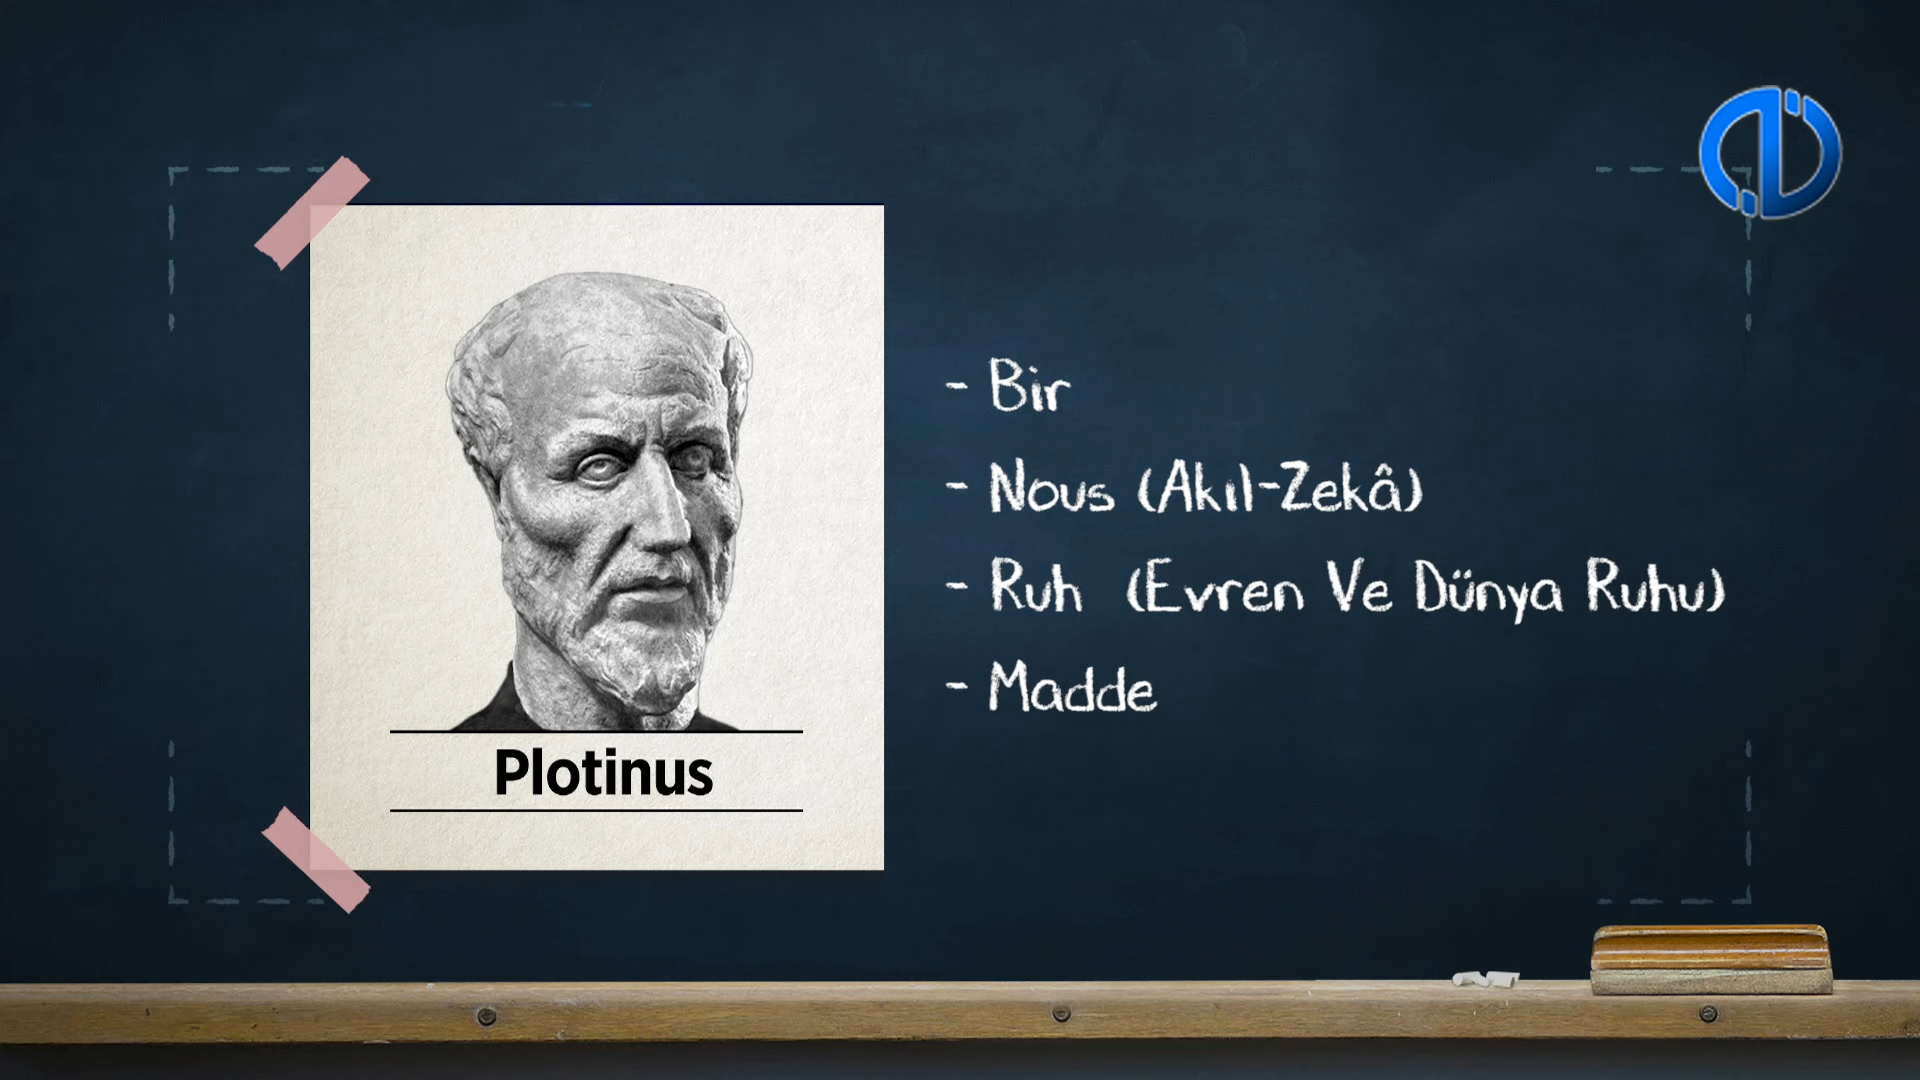 Plotinus
- Bir
- Nous (Akıl-Zekâ)
- Ruh (Evren Ve Dünya Ruhu)
- Madde